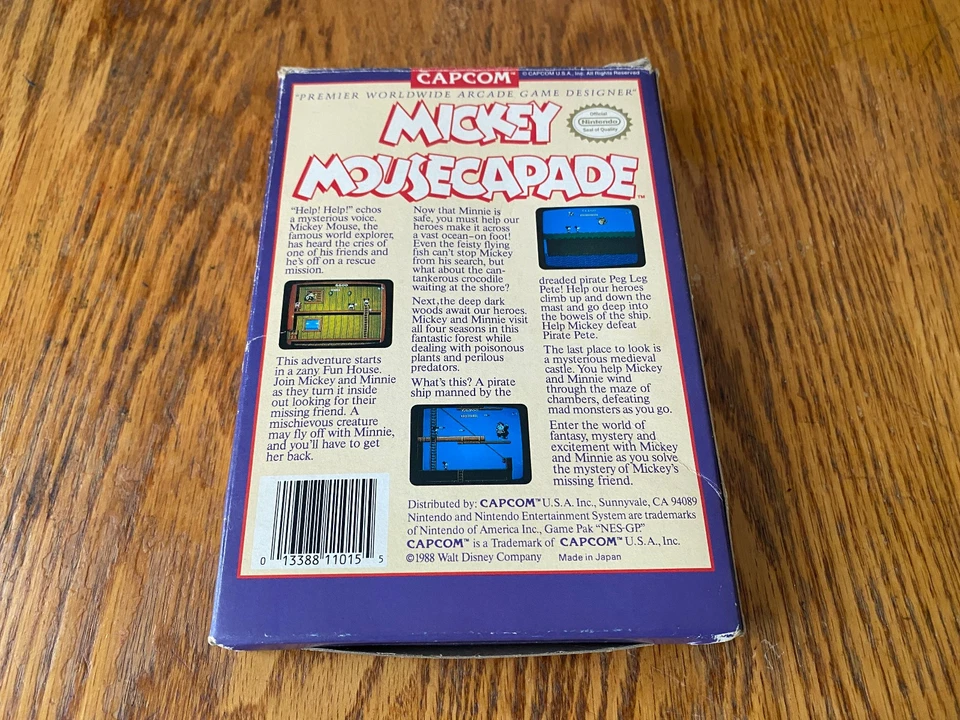 CAPCOM™
© CAPCOM U.S.A., Inc. All Rights Reserved
"PREMIER WORLDWIDE ARCADE GAME DESIGNER"
MICKEY
MOUSECAPADE™
Official
Nintendo
Seal of Quality
"Help! Help!" echos
a mysterious voice.
Mickey Mouse, the
famous world explorer,
has heard the cries of
one of his friends and
he's off on a rescue
mission.
This adventure starts
in a zany Fun House.
Join Mickey and Minnie
as they turn it inside
out looking for their
missing friend. A
mischievous creature
may fly off with Minnie,
and you'll have to get
her back.
Now that Minnie is
safe, you must help our
heroes make it across
a vast ocean–on foot!
Even the feisty flying
fish can't stop Mickey
from his search, but
what about the can-
tankerous crocodile
waiting at the shore?
Next, the deep dark
woods await our heroes.
Mickey and Minnie visit
all four seasons in this
fantastic forest while
dealing with poisonous
plants and perilous
predators.
What's this? A pirate
ship manned by the
dreaded pirate Peg Leg
Pete! Help our heroes
climb up and down the
mast and go deep into
the bowels of the ship.
Help Mickey defeat
Pirate Pete.
The last place to look is
a mysterious medieval
castle. You help Mickey
and Minnie wind
through the maze of
chambers, defeating
mad monsters as you go.
Enter the world of
fantasy, mystery and
excitement with Mickey
and Minnie as you solve
the mystery of Mickey's
missing friend.
0 13388 11015 5
Distributed by: CAPCOM™ U.S.A. Inc., Sunnyvale, CA 94089
Nintendo and Nintendo Entertainment System are trademarks
of Nintendo of America Inc., Game Pak "NES-GP."
CAPCOM™ is a Trademark of CAPCOM™ U.S.A., Inc.
©1988 Walt Disney Company Made in Japan